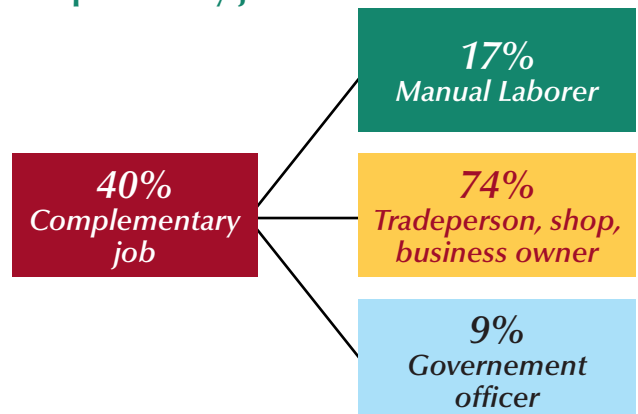 40%
Complementary
job
17%
Manual Laborer
74%
Tradeperson, shop,
business owner
9%
Governement
officer